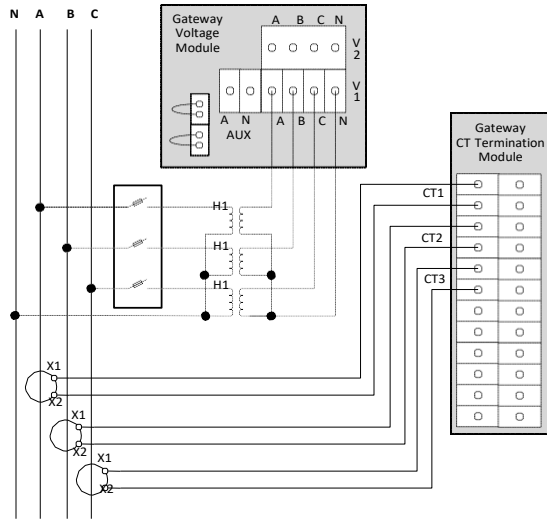 N A B C
Gateway
Voltage
Module
A B C N
V
2
V
1
A N
A B C N
AUX
Gateway
CT Termination
Module
CT1
CT2
CT3
H1
H1
H1
X1
X2
X1
X2
X1
X2